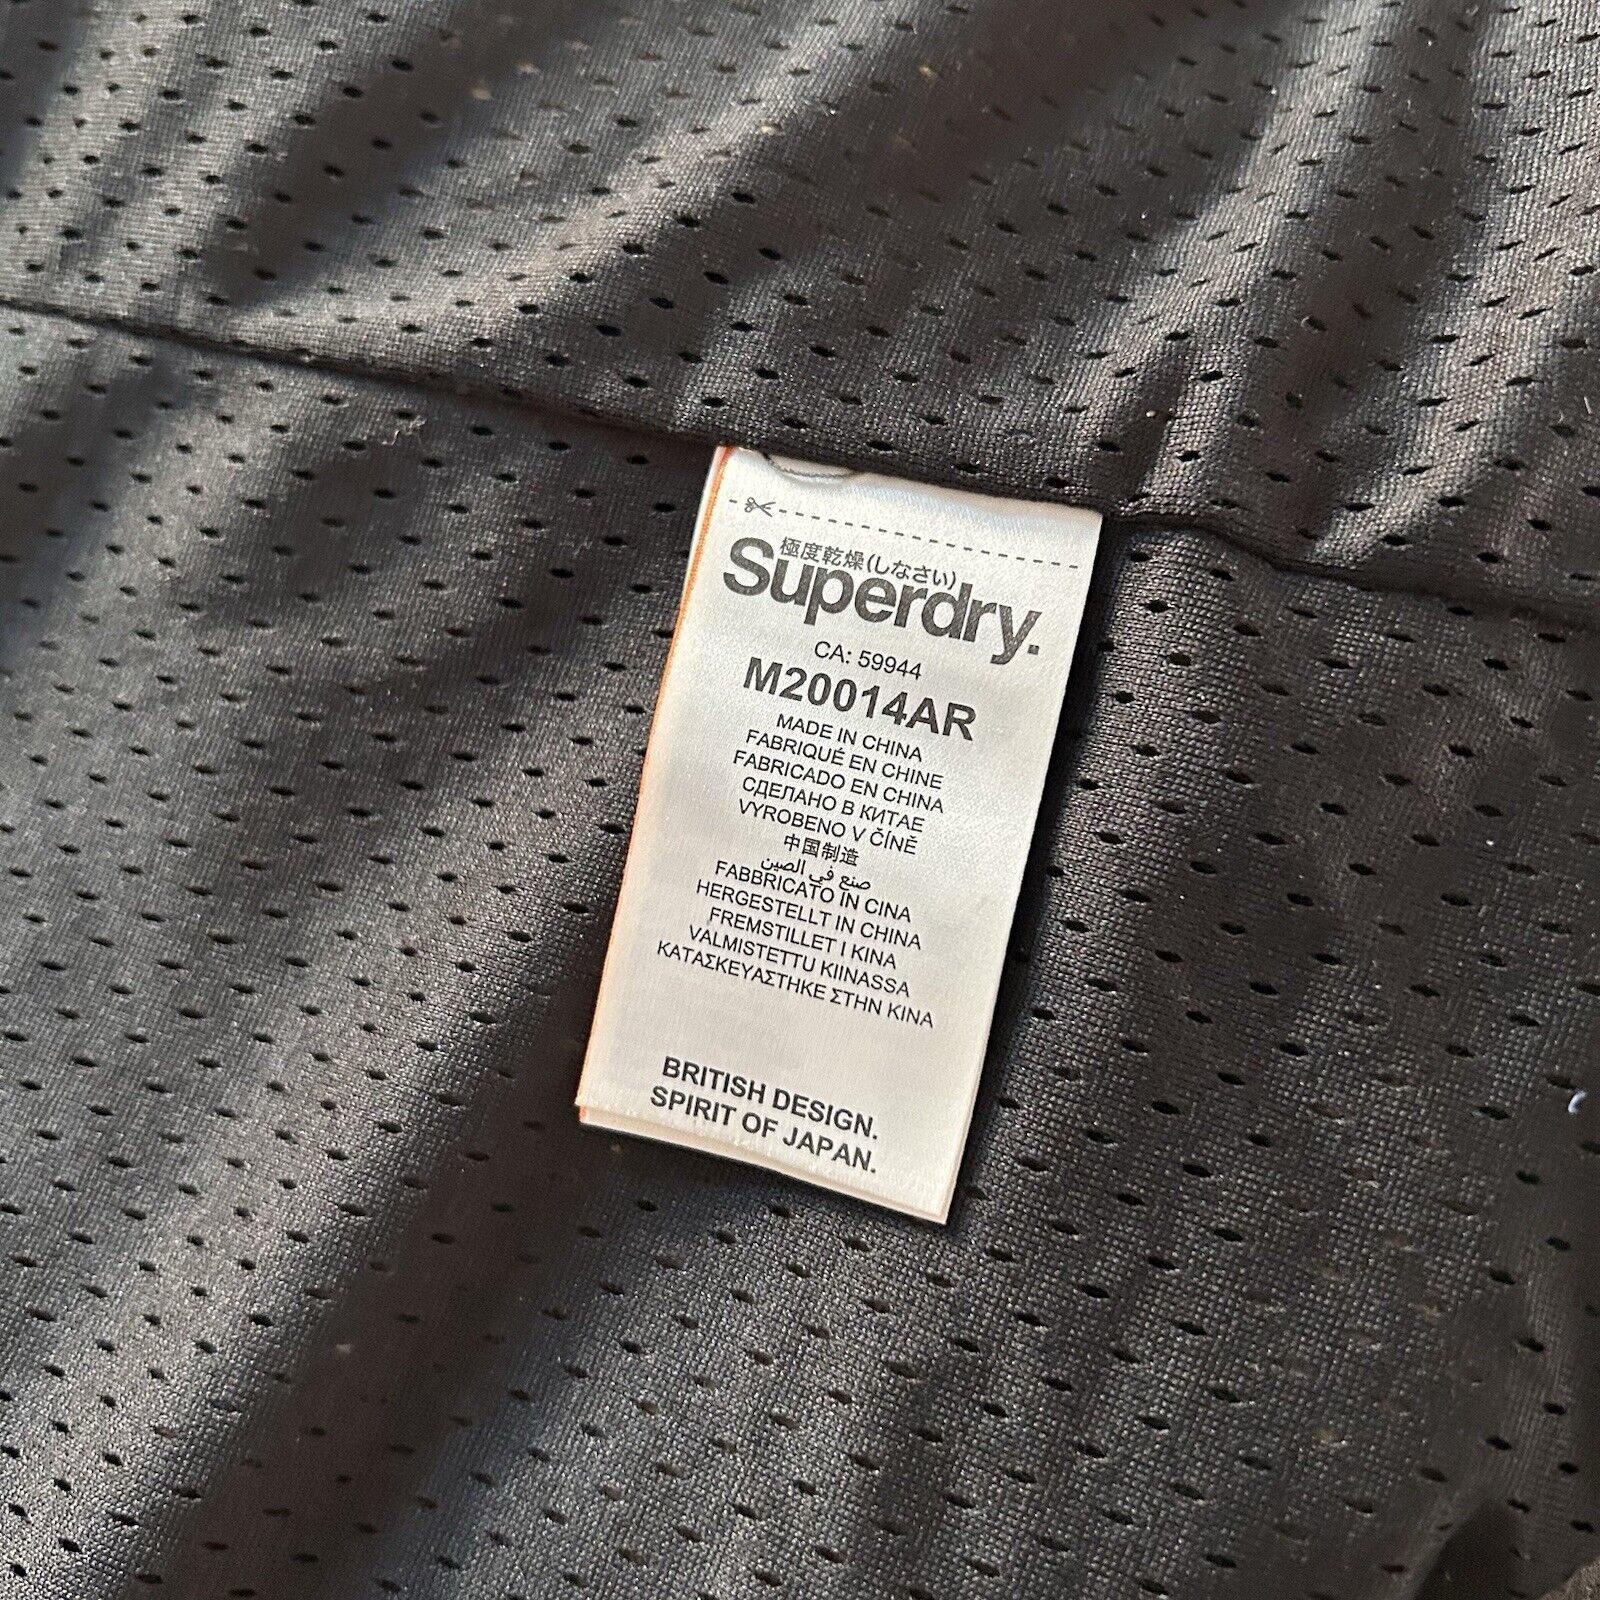 極度乾燥(しなさい)
Superdry.
CA: 59944
M20014AR
MADE IN CHINA
FABRIQUÉ EN CHINE
FABRICADO EN CHINA
СДЕЛАНО В КИТАЕ
VYROBENO V ČÍNĚ
中国制造
صنع في الصين
FABBRICATO IN CINA
HERGESTELLT IN CHINA
FREMSTILLET I KINA
VALMISTETTU KIINASSA
ΚΑΤΑΣΚΕΥΑΣΤΗΚΕ ΣΤΗΝ ΚΙΝΑ
BRITISH DESIGN.
SPIRIT OF JAPAN.